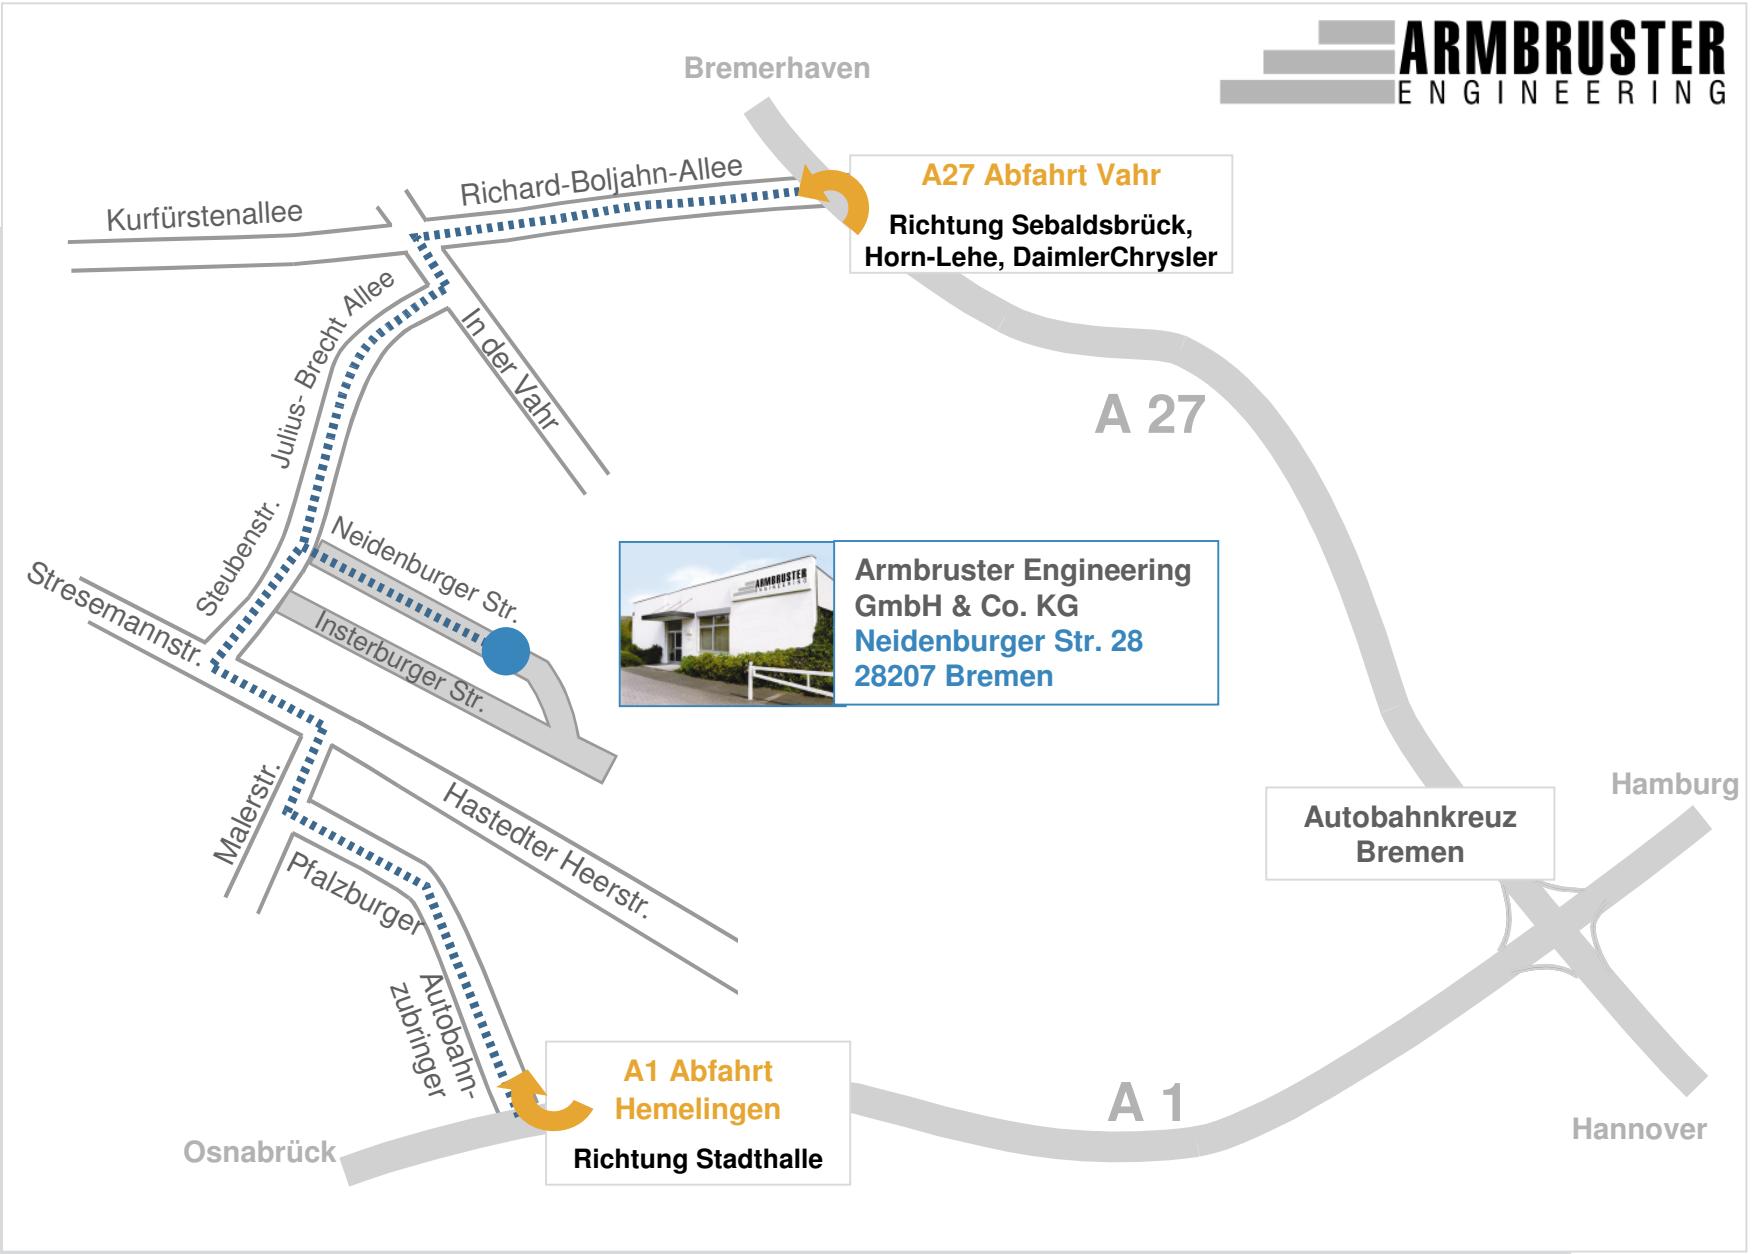 ARMBRUSTER
ENGINEERING
Bremerhaven
A27 Abfahrt Vahr
Richtung Sebaldsbrück,
Horn-Lehe, DaimlerChrysler
Richard-Boljahn-Allee
Kurfürstenallee
Julius- Brecht Allee
In der Vahr
A 27
Steubenstr.
Neidenburger Str.
Stresemannstr.
Insterburger Str.
ARMBRUSTER
ENGINEERING
Armbruster Engineering
GmbH & Co. KG
Neidenburger Str. 28
28207 Bremen
Malerstr.
Hastedter Heerstr.
Pfalzburger
Autobahn-
zubringer
Hamburg
Autobahnkreuz
Bremen
A1 Abfahrt
Hemelingen
Richtung Stadthalle
A 1
Hannover
Osnabrück